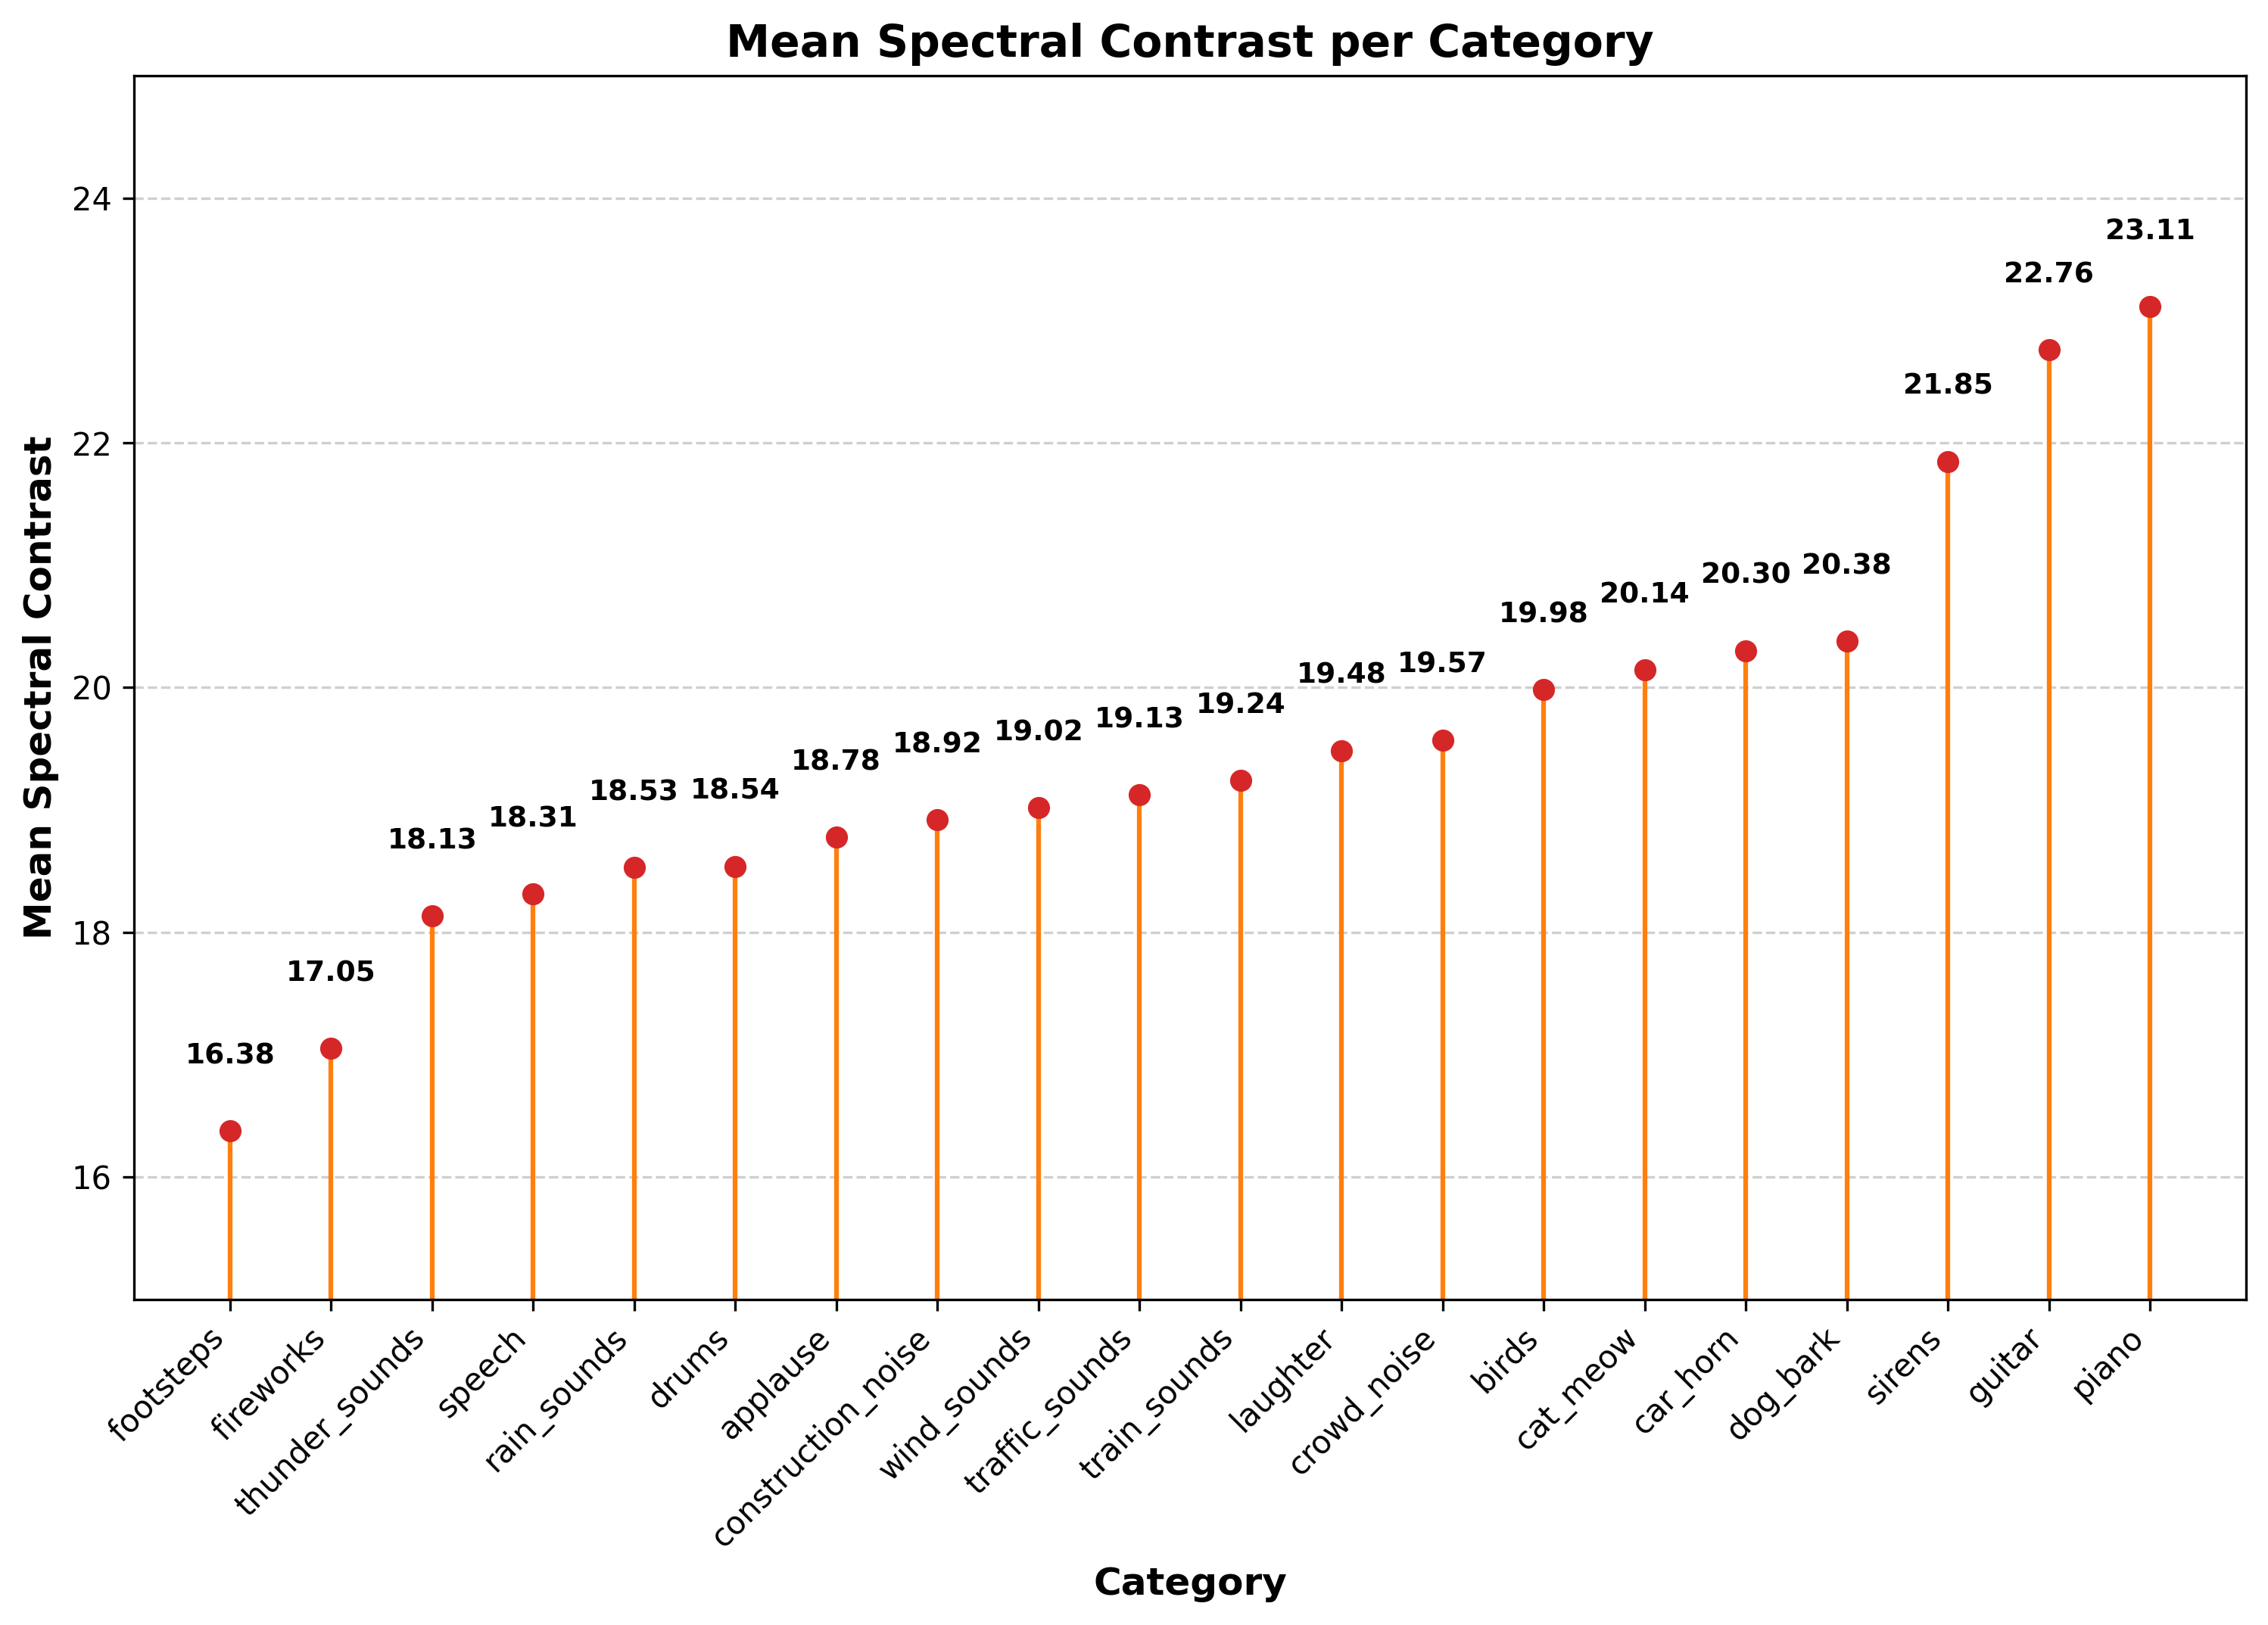 Mean Spectral Contrast per Category
Mean Spectral Contrast
24
22
20
18
16
16.38
17.05
18.13
18.31
18.53
18.54
18.78
18.92
19.02
19.13
19.24
19.48
19.57
19.98
20.14
20.30
20.38
21.85
22.76
23.11
footsteps
fireworks
thunder_sounds
speech
rain_sounds
drums
applause
construction_noise
wind_sounds
traffic_sounds
train_sounds
laughter
crowd_noise
birds
cat_meow
car_horn
dog_bark
sirens
guitar
piano
Category